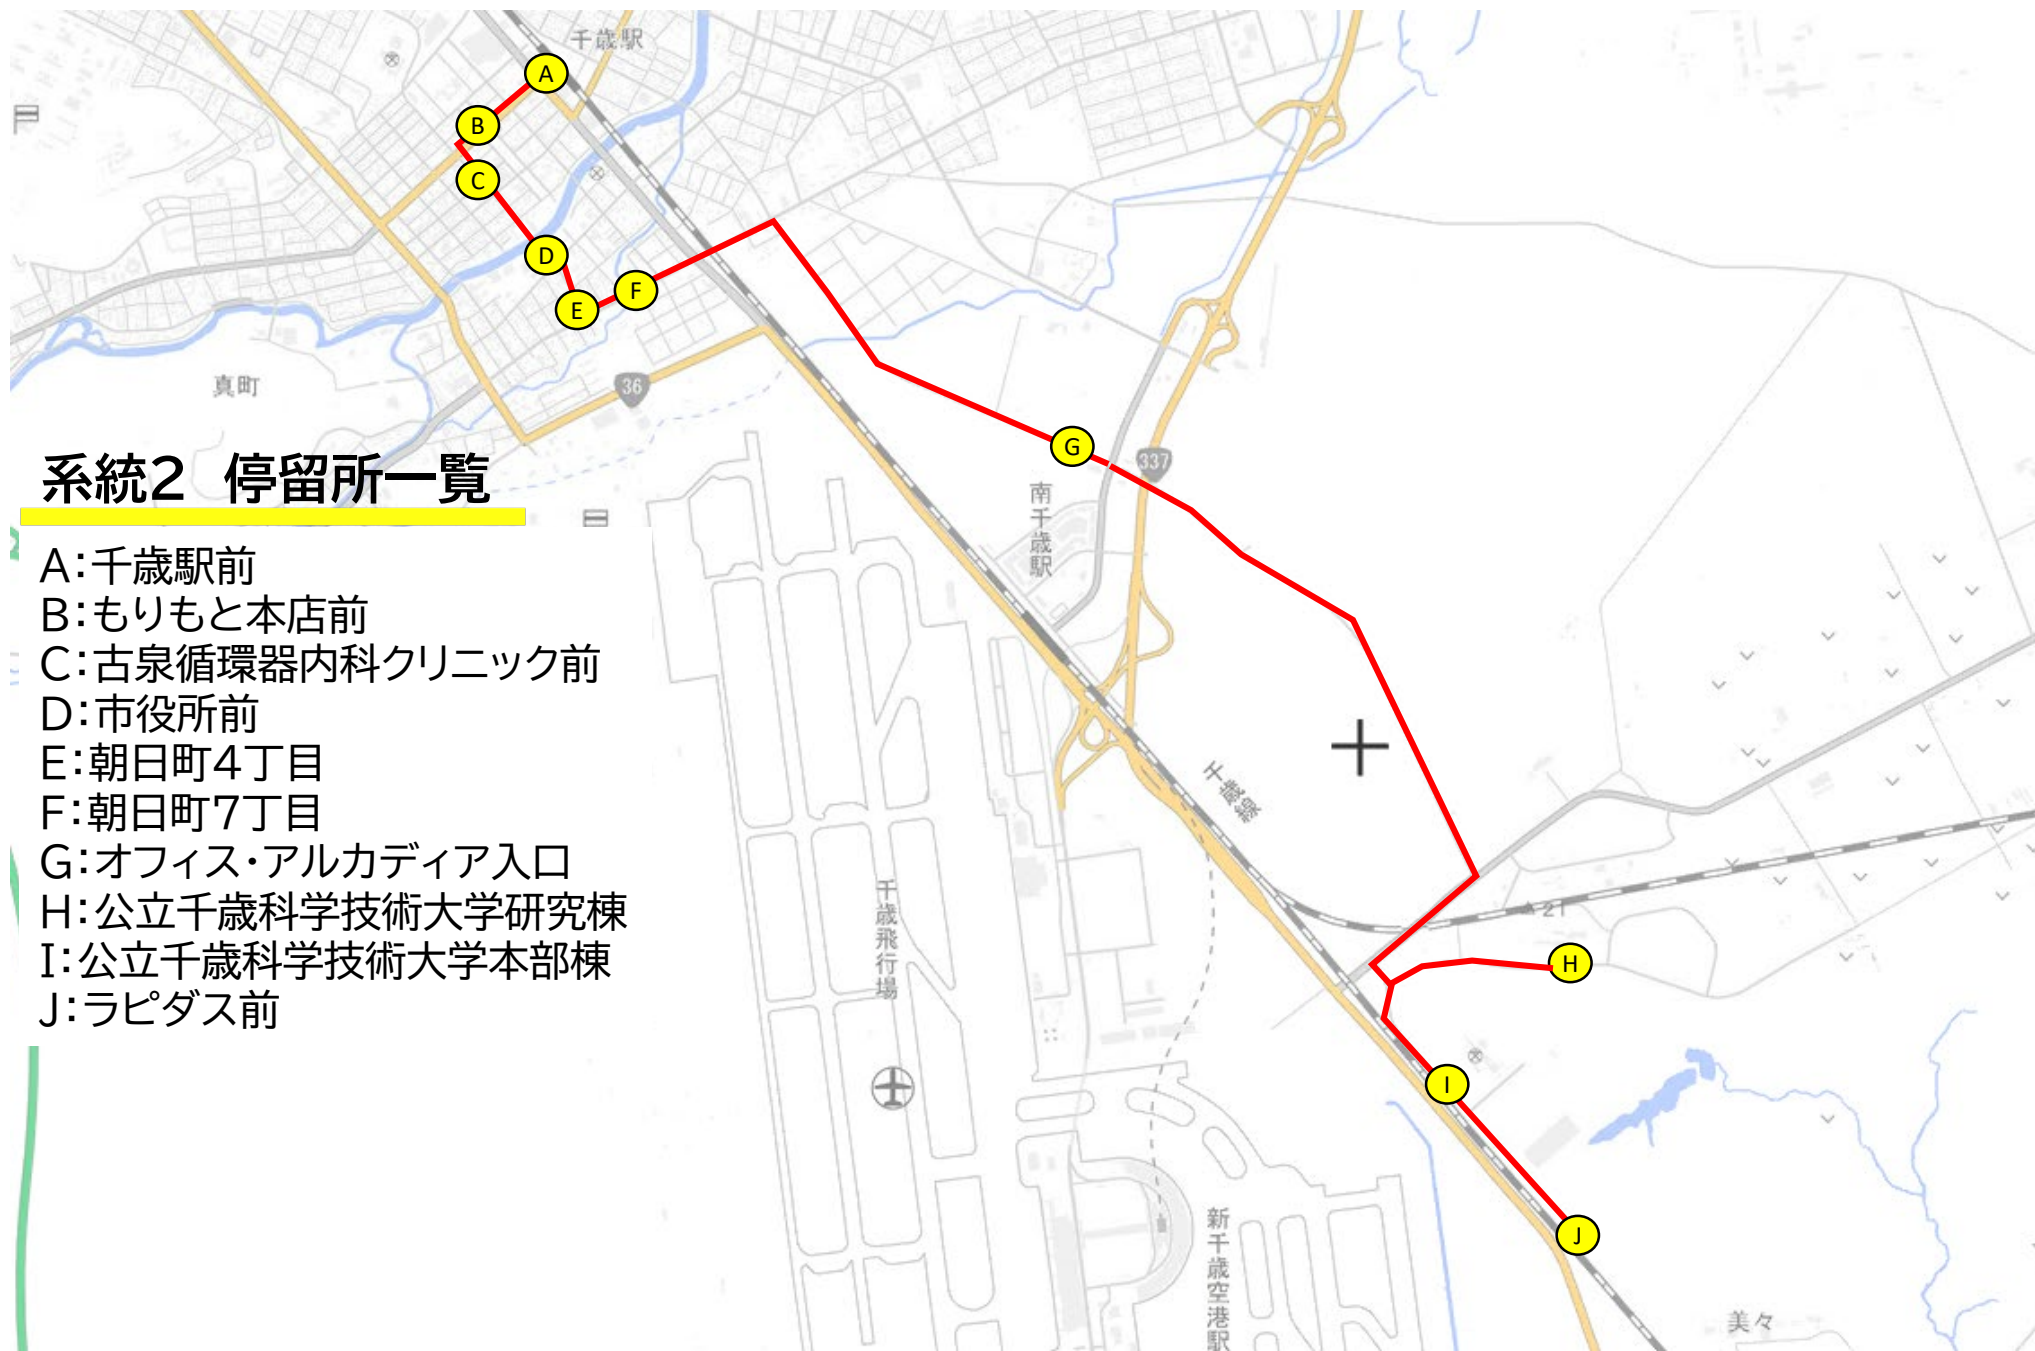 千歳駅
A
B
C
D
E
F
真町
36
G
337
南千歳駅
系統2 停留所一覧
A:千歳駅前
B:もりもと本店前
C:古泉循環器内科クリニック前
D:市役所前
E:朝日町4丁目
F:朝日町7丁目
G:オフィス・アルカディア入口
H:公立千歳科学技術大学研究棟
I:公立千歳科学技術大学本部棟
J:ラピダス前
千歳線
千歳飛行場
21
H
I
J
新千歳空港駅
美々